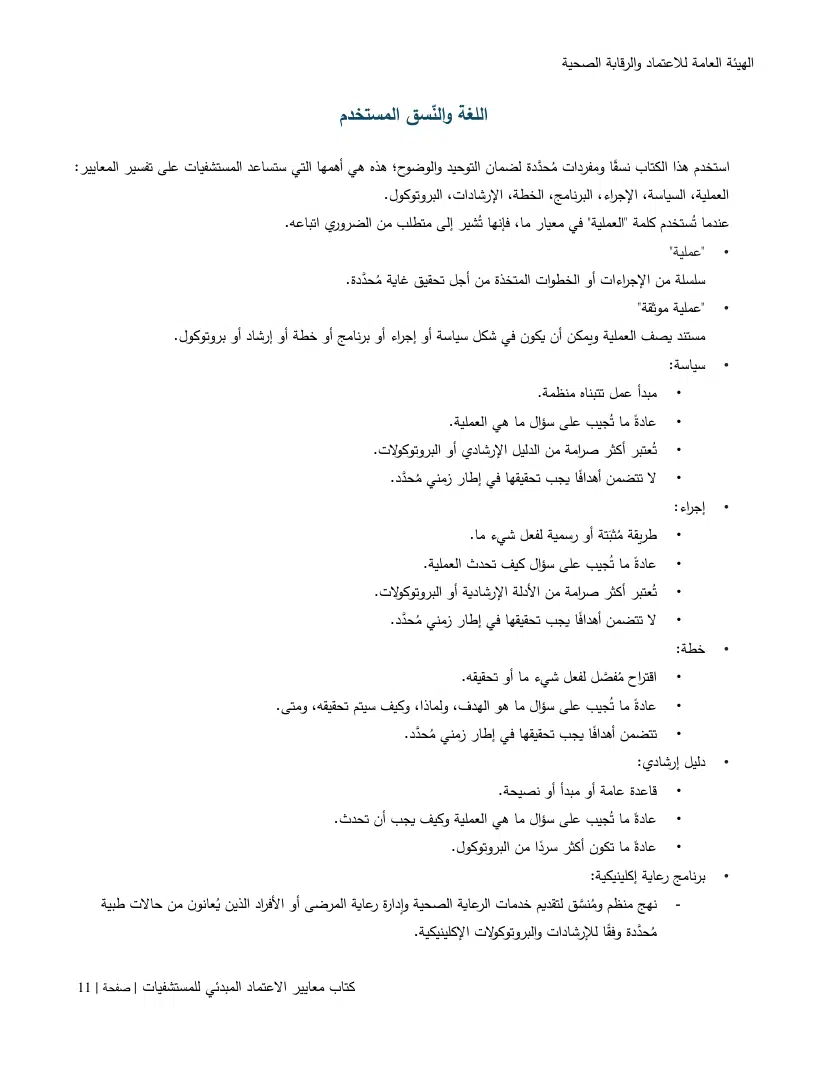 الهيئة العامة للاعتماد والرقابة الصحية
اللغة والنّسق المستخدم
استخدم هذا الكتاب نسقًا ومفردات مُحدَّدة لضمان التوحيد والوضوح؛ هذه هي أهمها التي ستساعد المستشفيات على تفسير المعايير:
العملية، السياسة، الإجراء، البرنامج، الخطة، الإرشادات، البروتوكول.
عندما تُستخدم كلمة "العملية" في معيار ما، فإنها تُشير إلى متطلب من الضروري اتباعه.
• "عملية"
سلسلة من الإجراءات أو الخطوات المتخذة من أجل تحقيق غاية مُحدَّدة.
• "عملية موثقة"
مستند يصف العملية ويمكن أن يكون في شكل سياسة أو إجراء أو برنامج أو خطة أو إرشاد أو بروتوكول.
• سياسة:
• مبدأ عمل تتبناه منظمة.
• عادةً ما تُجيب على سؤال ما هي العملية.
• تُعتبر أكثر صرامة من الدليل الإرشادي أو البروتوكولات.
• لا تتضمن أهدافًا يجب تحقيقها في إطار زمني مُحدَّد.
• إجراء:
• طريقة مُثبَتة أو رسمية لفعل شيء ما.
• عادةً ما تُجيب على سؤال كيف تحدث العملية.
• تُعتبر أكثر صرامة من الأدلة الإرشادية أو البروتوكولات.
• لا تتضمن أهدافًا يجب تحقيقها في إطار زمني مُحدَّد.
• خطة:
• اقتراح مُفصَّل لفعل شيء ما أو تحقيقه.
• عادةً ما تُجيب على سؤال ما هو الهدف، ولماذا، وكيف سيتم تحقيقه، ومتى.
• تتضمن أهدافًا يجب تحقيقها في إطار زمني مُحدَّد.
• دليل إرشادي:
• قاعدة عامة أو مبدأ أو نصيحة.
• عادةً ما تُجيب على سؤال ما هي العملية وكيف يجب أن تحدث.
• عادةً ما تكون أكثر سردًا من البروتوكول.
• برنامج رعاية إكلينيكية:
- نهج منظم ومُنسَّق لتقديم خدمات الرعاية الصحية وإدارة رعاية المرضى أو الأفراد الذين يُعانون من حالات طبية
مُحدَّدة وفقًا للإرشادات والبروتوكولات الإكلينيكية.
كتاب معايير الاعتماد المبدئي للمستشفيات | صفحة | 11